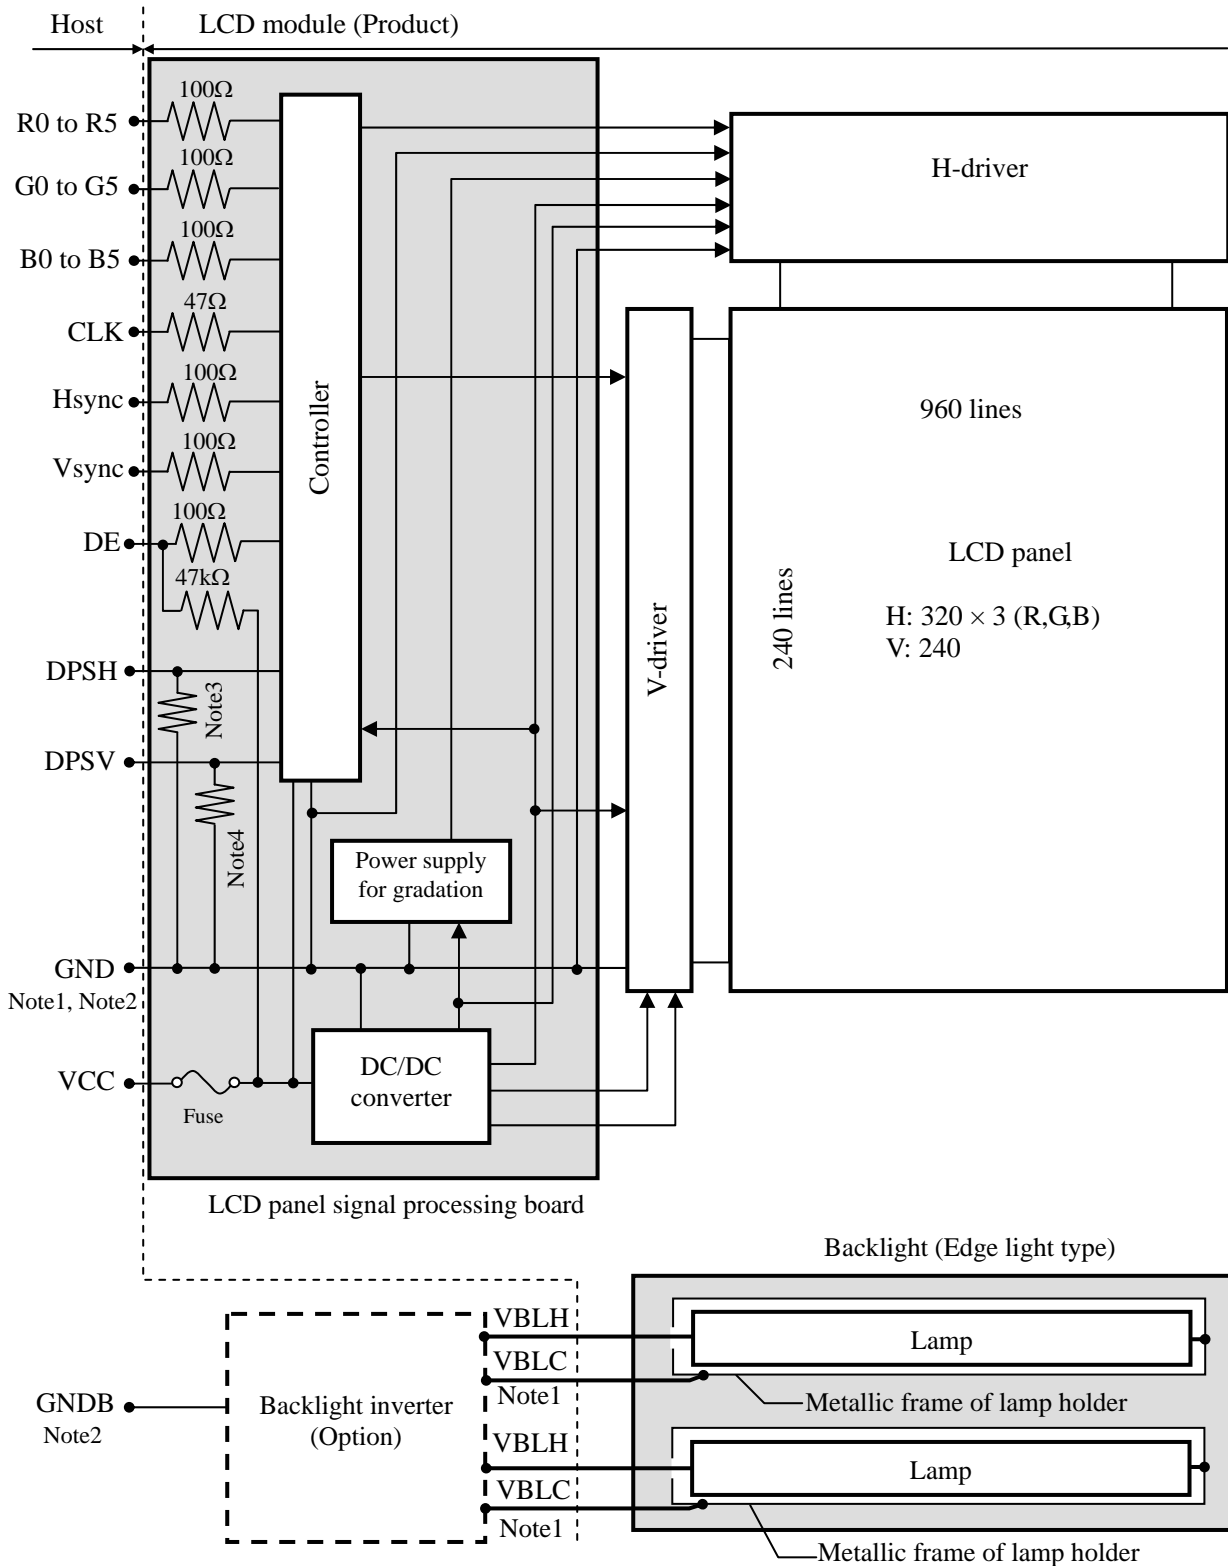 Host
LCD module (Product)
100Ω
R0 to R5
100Ω
G0 to G5
H-driver
100Ω
B0 to B5
47Ω
CLK
100Ω
Hsync
960 lines
100Ω
Vsync
Controller
100Ω
DE
LCD panel
47kΩ
240 lines
H: 320 × 3 (R,G,B)
V: 240
V-driver
DPSH
Note3
DPSV
Note4
Power supply
for gradation
GND
Note1, Note2
VCC
Fuse
DC/DC
converter
LCD panel signal processing board
Backlight (Edge light type)
VBLH
Lamp
VBLC
Note1
Metallic frame of lamp holder
GNDB
Note2
Backlight inverter
(Option)
VBLH
Lamp
VBLC
Note1
Metallic frame of lamp holder